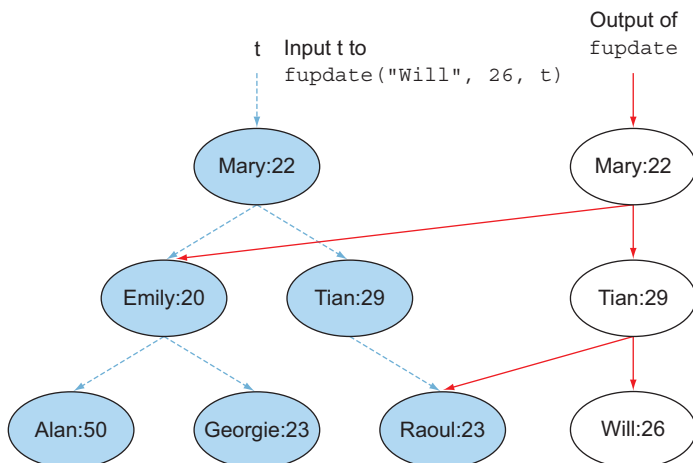 Output of
t Input t to fupdate
fupdate("Will", 26, t)
Mary:22 Mary:22
Emily:20 Tian:29 Tian:29
Alan:50 Georgie:23 Raoul:23 Will:26